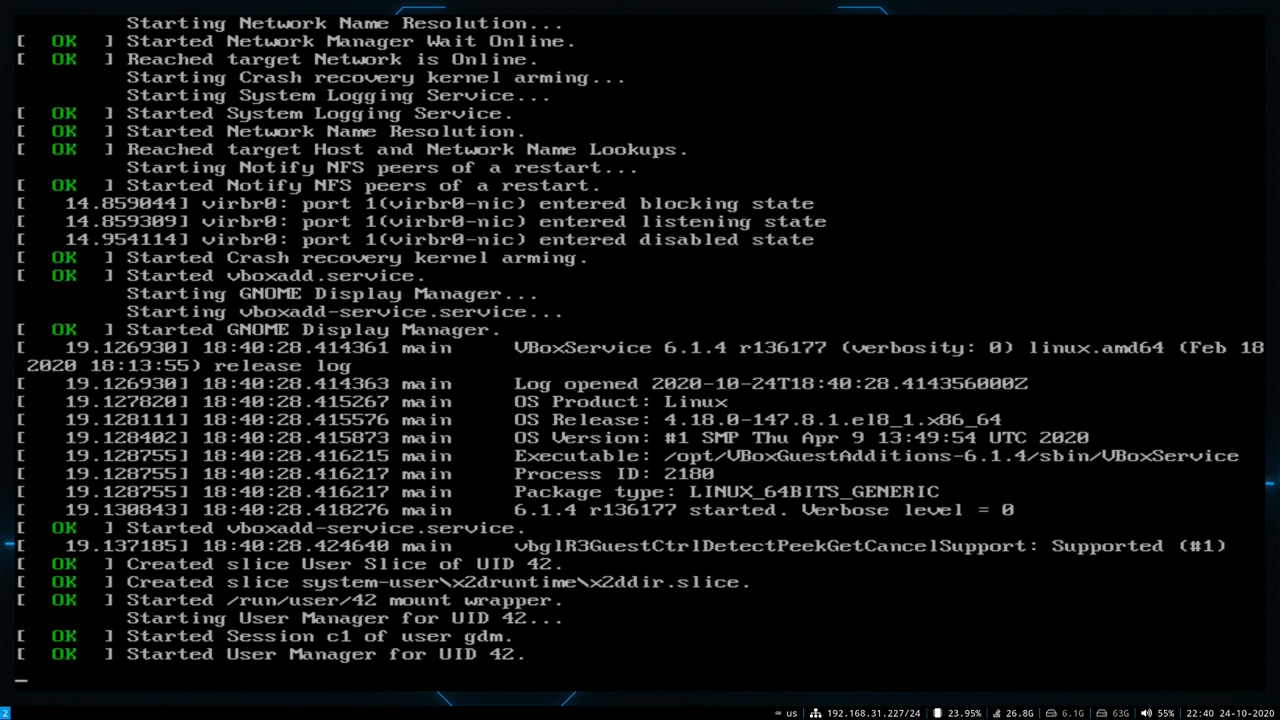 Starting Network Name Resolution...
[  OK  ] Started Network Manager Wait Online.
[  OK  ] Reached target Network is Online.
Starting Crash recovery kernel arming...
Starting System Logging Service...
[  OK  ] Started System Logging Service.
[  OK  ] Started Network Name Resolution.
[  OK  ] Reached target Host and Network Name Lookups.
Starting Notify NFS peers of a restart...
[  OK  ] Started Notify NFS peers of a restart.
[   14.859044] virbr0: port 1(virbr0-nic) entered blocking state
[   14.859309] virbr0: port 1(virbr0-nic) entered listening state
[   14.954114] virbr0: port 1(virbr0-nic) entered disabled state
[  OK  ] Started Crash recovery kernel arming.
[  OK  ] Started vboxadd.service.
Starting GNOME Display Manager...
Starting vboxadd-service.service...
[  OK  ] Started GNOME Display Manager.
[   19.126930] 18:40:28.414361 main     VBoxService 6.1.4 r136177 (verbosity: 0) linux.amd64 (Feb 18
2020 18:13:55) release log
[   19.126930] 18:40:28.414363 main     Log opened 2020-10-24T18:40:28.414356000Z
[   19.127820] 18:40:28.415267 main     OS Product: Linux
[   19.128111] 18:40:28.415576 main     OS Release: 4.18.0-147.8.1.el8_1.x86_64
[   19.128402] 18:40:28.415873 main     OS Version: #1 SMP Thu Apr 9 13:49:54 UTC 2020
[   19.128755] 18:40:28.416215 main     Executable: /opt/VBoxGuestAdditions-6.1.4/sbin/VBoxService
[   19.128755] 18:40:28.416217 main     Process ID: 2180
[   19.128755] 18:40:28.416217 main     Package type: LINUX_64BITS_GENERIC
[   19.130843] 18:40:28.418276 main     6.1.4 r136177 started. Verbose level = 0
[  OK  ] Started vboxadd-service.service.
[   19.137185] 18:40:28.424640 main     vbglR3GuestCtrlDetectPeekGetCancelSupport: Supported (#1)
[  OK  ] Created slice User Slice of UID 42.
[  OK  ] Created slice system-user\x2druntime\x2ddir.slice.
[  OK  ] Started /run/user/42 mount wrapper.
Starting User Manager for UID 42...
[  OK  ] Started Session c1 of user gdm.
[  OK  ] Started User Manager for UID 42.
_
2 us 192.168.31.227/24 23.95% 26.8G 6.1G 63G 55% 22:40 24-10-2020